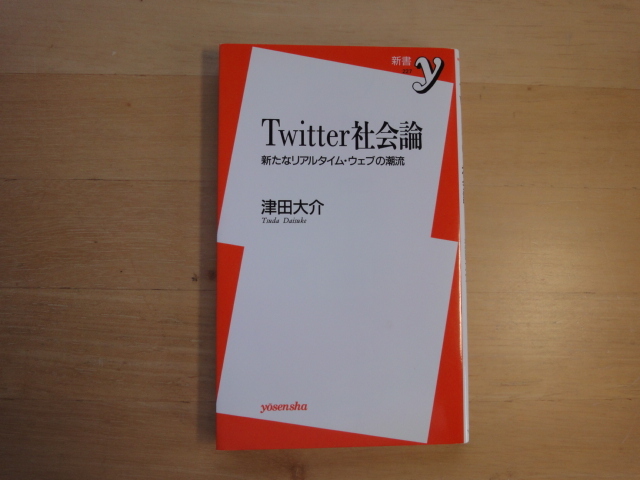 新書
y
Twitter社会論
新たなリアルタイム・ウェブの潮流
津田大介
Tsuda Daisuke
yōsensha